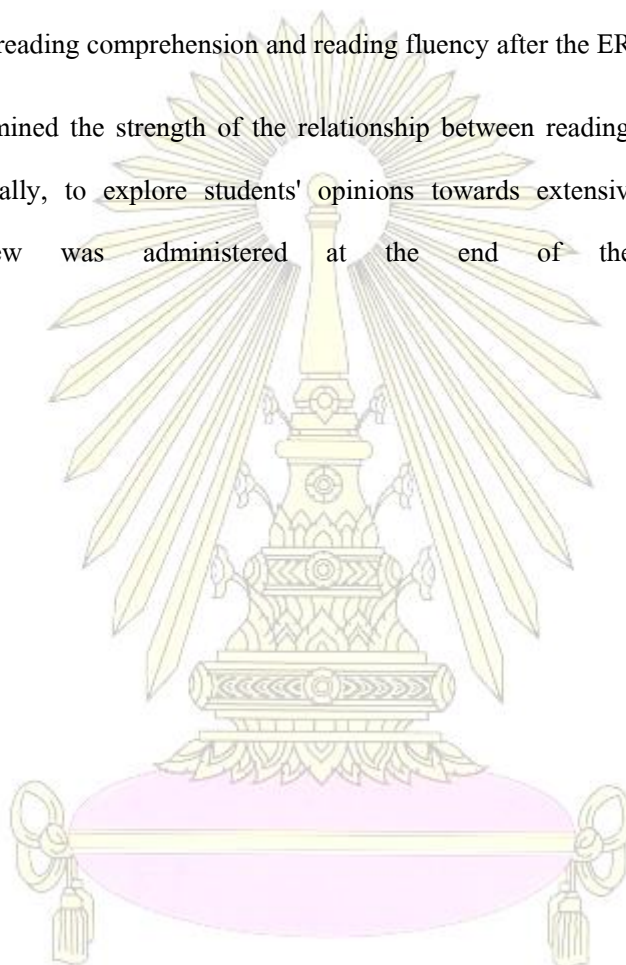 reading comprehension and reading fluency after the ER
mined the strength of the relationship between reading
ally, to explore students' opinions towards extensiv
ew was administered at the end of the